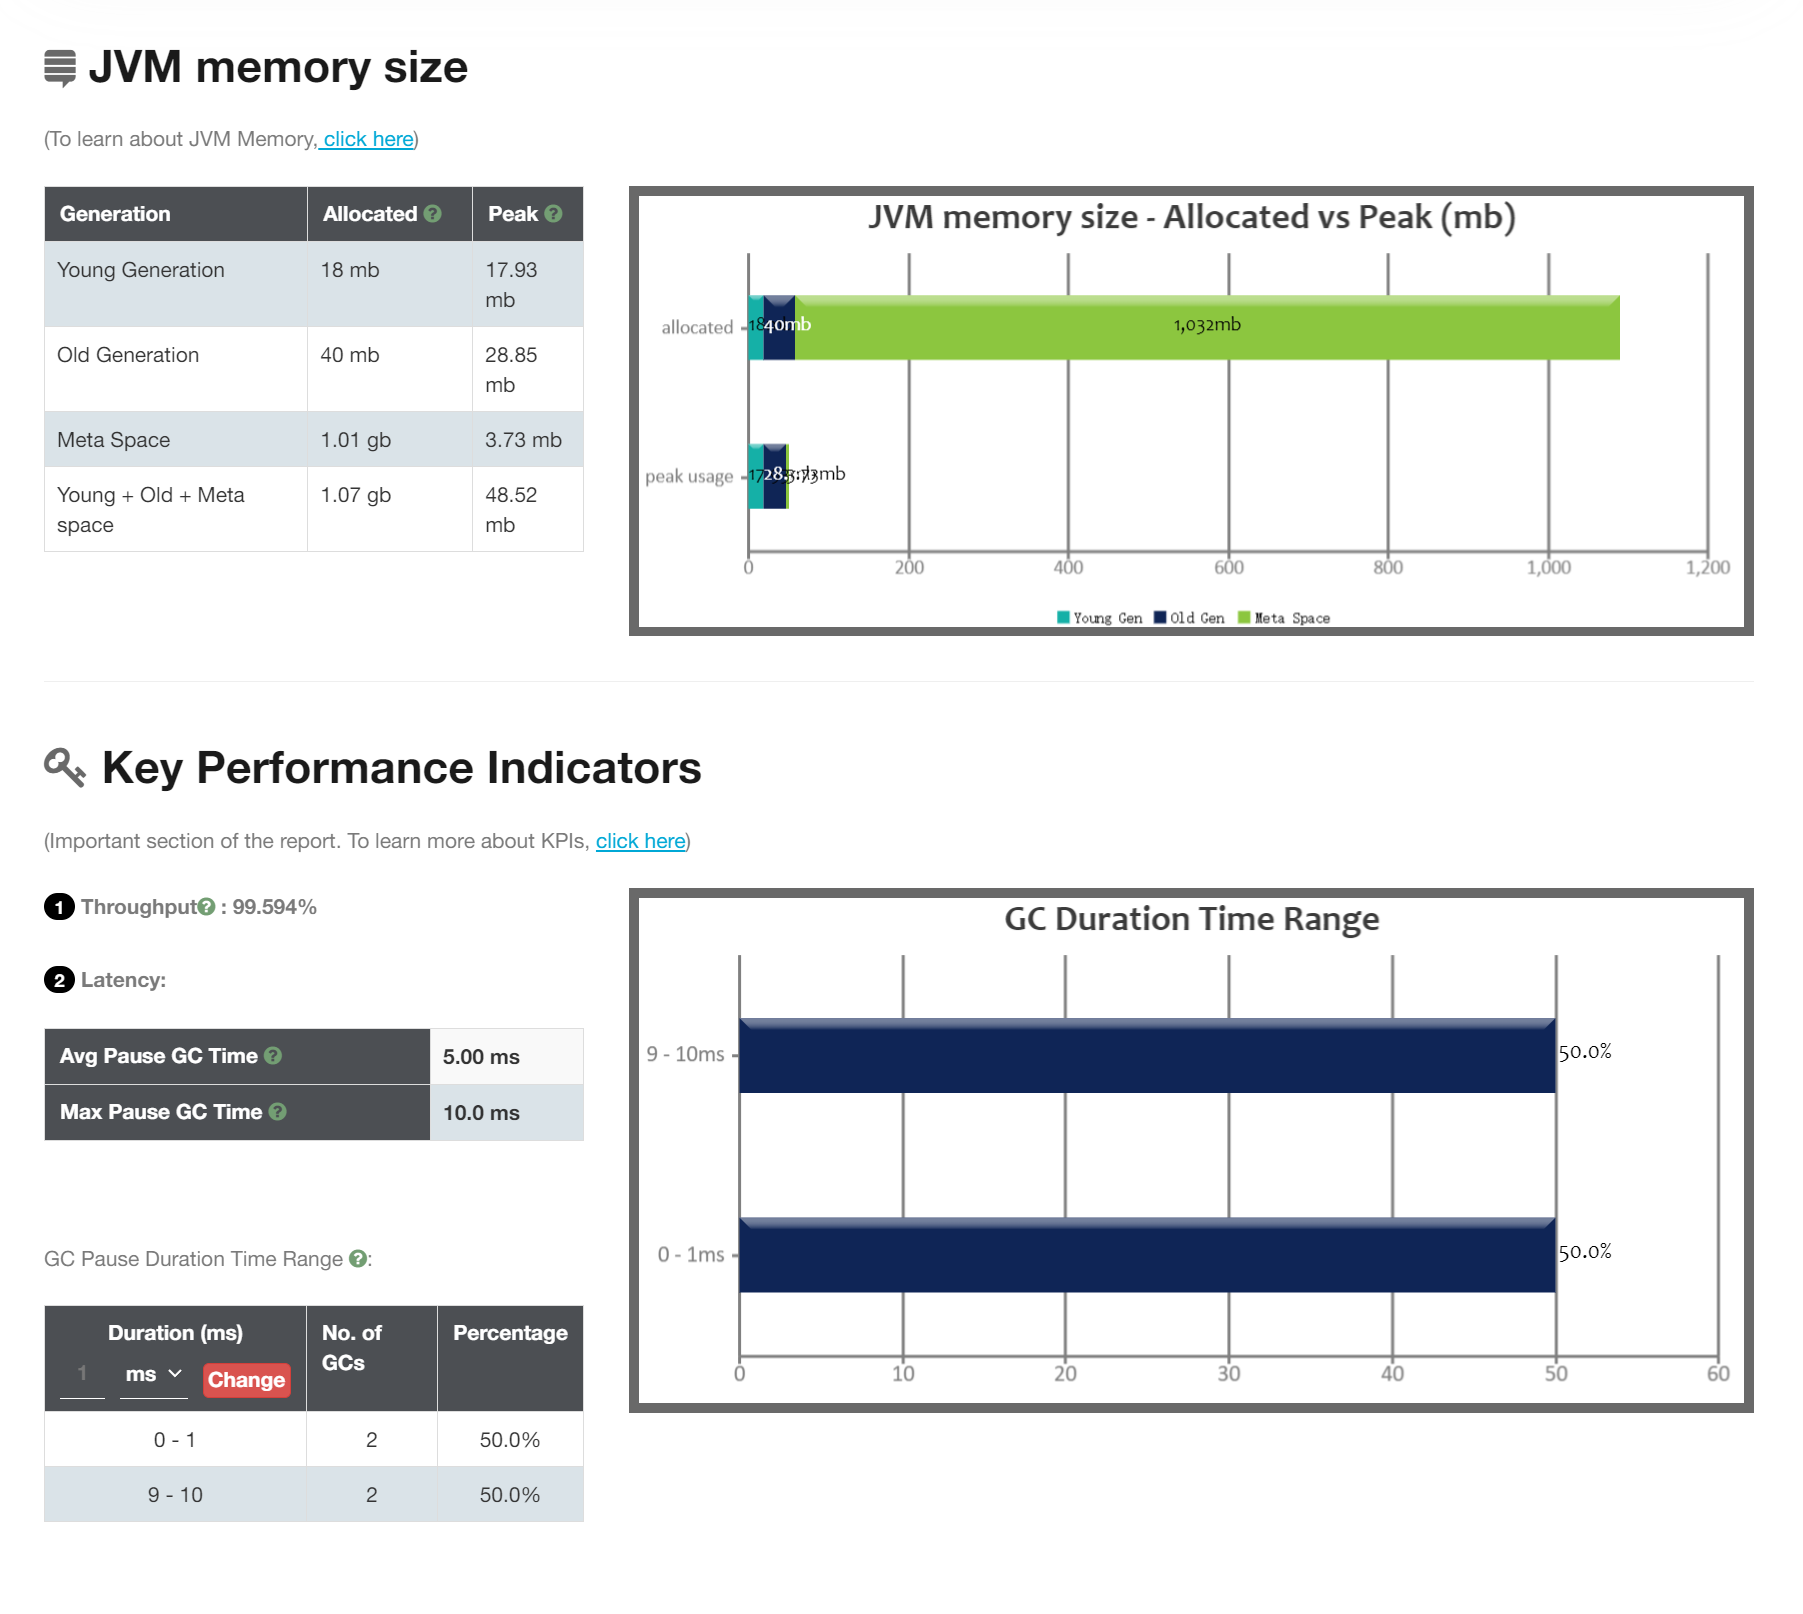 JVM memory size
(To learn about JVM Memory, click here)
Generation Allocated ? Peak ?
Young Generation 18 mb 17.93
mb
Old Generation 40 mb 28.85
mb
Meta Space 1.01 gb 3.73 mb
Young + Old + Meta 1.07 gb 48.52
space mb
JVM memory size - Allocated vs Peak (mb)
allocated 40mb 1,032mb
peak usage
0 200 400 600 800 1,000 1,200
Young Gen Old Gen Meta Space
Key Performance Indicators
(Important section of the report. To learn more about KPIs, click here)
1 Throughput? : 99.594%
2 Latency:
Avg Pause GC Time ? 5.00 ms
Max Pause GC Time ? 10.0 ms
GC Pause Duration Time Range ?:
Duration (ms) No. of Percentage
GCs
1 ms Change
0 - 1 2 50.0%
9 - 10 2 50.0%
GC Duration Time Range
9 - 10ms 50.0%
0 - 1ms 50.0%
0 10 20 30 40 50 60